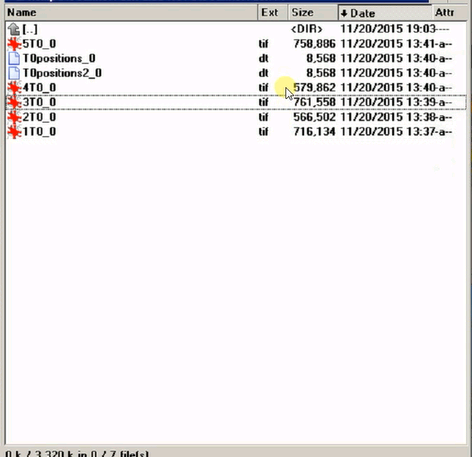 Name Ext Size Date Attr
[..] <DIR> 11/20/2015 19:03----
5T0_0 tif 758,886 11/20/2015 13:41-a--
T0positions_0 dt 8,568 11/20/2015 13:40-a--
T0positions2_0 dt 8,568 11/20/2015 13:40-a--
4T0_0 tif 579,862 11/20/2015 13:40-a--
3T0_0 tif 761,558 11/20/2015 13:39-a--
2T0_0 tif 566,502 11/20/2015 13:38-a--
1T0_0 tif 716,134 11/20/2015 13:37-a--
0 k / 3,320 k in 0 / 7 file(s)